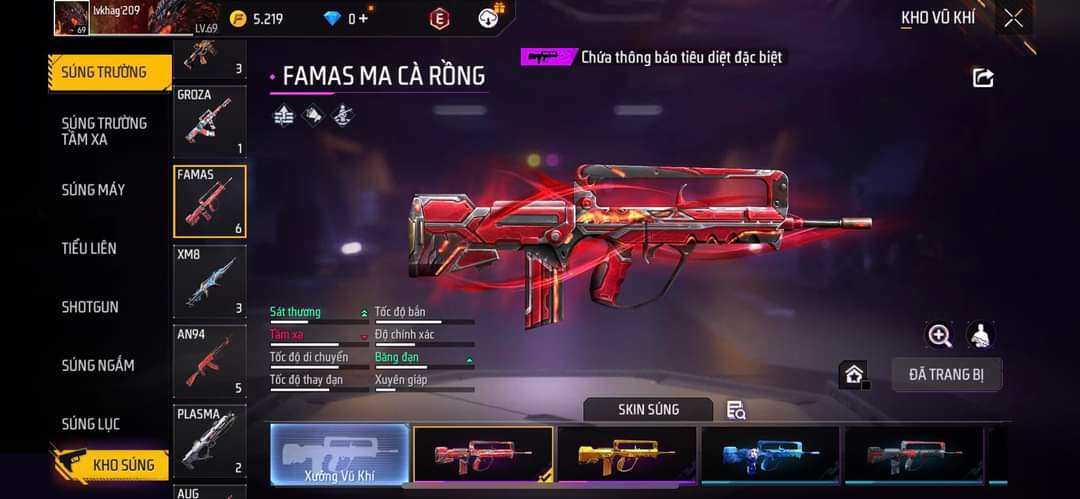 lvkhag'209
69
LV.69
5.219
0+
E
KHO VŨ KHÍ
SÚNG TRƯỜNG
SÚNG TRƯỜNG
TẦM XA
SÚNG MÁY
TIỂU LIÊN
SHOTGUN
SÚNG NGẮM
SÚNG LỤC
KHO SÚNG
3
GROZA
1
FAMAS
6
XM8
3
AN94
5
PLASMA
2
AUG
FAMAS MA CÀ RỒNG
Chứa thông báo tiêu diệt đặc biệt
Sát thương
Tốc độ bắn
Tầm xa
Độ chính xác
Tốc độ di chuyển
Băng đạn
Tốc độ thay đạn
Xuyên giáp
ĐÃ TRANG BỊ
SKIN SÚNG
Xưởng Vũ Khí